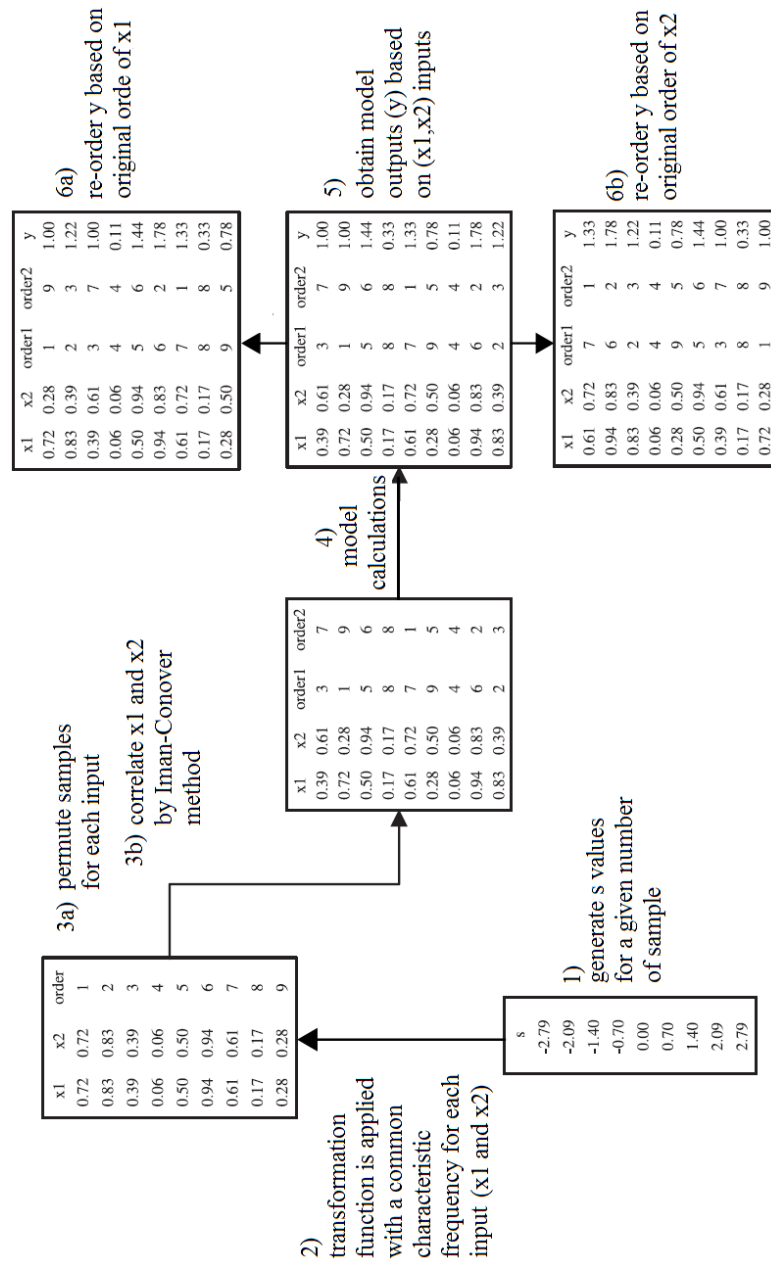 1)
generate s values
for a given number
of sample
s
-2.79
-2.09
-1.40
-0.70
0.00
0.70
1.40
2.09
2.79
2)
transformation
function is applied
with a common
characteristic
frequency for each
input (x1 and x2)
x1 x2 order
0.72 0.72 1
0.83 0.83 2
0.39 0.39 3
0.06 0.06 4
0.50 0.50 5
0.94 0.94 6
0.61 0.61 7
0.17 0.17 8
0.28 0.28 9
3a) permute samples
for each input
3b) correlate x1 and x2
by Iman-Conover
method
x1 x2 order1 order2
0.39 0.61 3 7
0.72 0.28 1 9
0.50 0.94 5 6
0.17 0.17 8 8
0.61 0.72 7 1
0.28 0.50 9 5
0.06 0.06 4 4
0.94 0.83 6 2
0.83 0.39 2 3
4)
model
calculations
5)
obtain model
outputs (y) based
on (x1,x2) inputs
x1 x2 order1 order2 y
0.39 0.61 3 7 1.00
0.72 0.28 1 9 1.00
0.50 0.94 5 6 1.44
0.17 0.17 8 8 0.33
0.61 0.72 7 1 1.33
0.28 0.50 9 5 0.78
0.06 0.06 4 4 0.11
0.94 0.83 6 2 1.78
0.83 0.39 2 3 1.22
6a)
re-order y based on
original orde of x1
x1 x2 order1 order2 y
0.72 0.28 1 9 1.00
0.83 0.39 2 3 1.22
0.39 0.61 3 7 1.00
0.06 0.06 4 4 0.11
0.50 0.94 5 6 1.44
0.94 0.83 6 2 1.78
0.61 0.72 7 1 1.33
0.17 0.17 8 8 0.33
0.28 0.50 9 5 0.78
6b)
re-order y based on
original order of x2
x1 x2 order1 order2 y
0.61 0.72 7 1 1.33
0.94 0.83 6 2 1.78
0.83 0.39 2 3 1.22
0.06 0.06 4 4 0.11
0.28 0.50 9 5 0.78
0.50 0.94 5 6 1.44
0.39 0.61 3 7 1.00
0.17 0.17 8 8 0.33
0.72 0.28 1 9 1.00